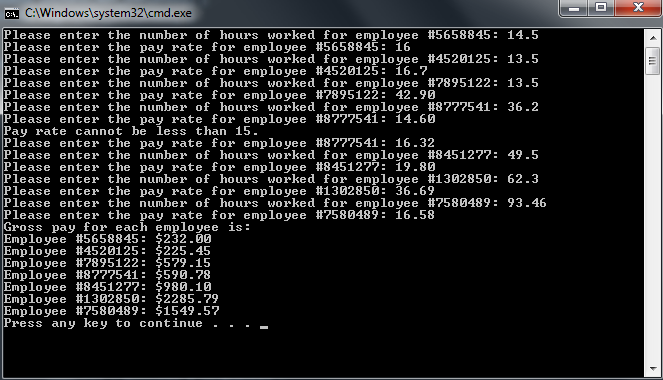 C:\Windows\system32\cmd.exe
Please enter the number of hours worked for employee #5658845: 14.5
Please enter the pay rate for employee #5658845: 16
Please enter the number of hours worked for employee #4520125: 13.5
Please enter the pay rate for employee #4520125: 16.7
Please enter the number of hours worked for employee #7895122: 13.5
Please enter the pay rate for employee #7895122: 42.90
Please enter the number of hours worked for employee #8777541: 36.2
Please enter the pay rate for employee #8777541: 14.60
Pay rate cannot be less than 15.
Please enter the pay rate for employee #8777541: 16.32
Please enter the number of hours worked for employee #8451277: 49.5
Please enter the pay rate for employee #8451277: 19.80
Please enter the number of hours worked for employee #1302850: 62.3
Please enter the pay rate for employee #1302850: 36.69
Please enter the number of hours worked for employee #7580489: 93.46
Please enter the pay rate for employee #7580489: 16.58
Gross pay for each employee is:
Employee #5658845: $232.00
Employee #4520125: $225.45
Employee #7895122: $579.15
Employee #8777541: $590.78
Employee #8451277: $980.10
Employee #1302850: $2285.79
Employee #7580489: $1549.57
Press any key to continue . . . _